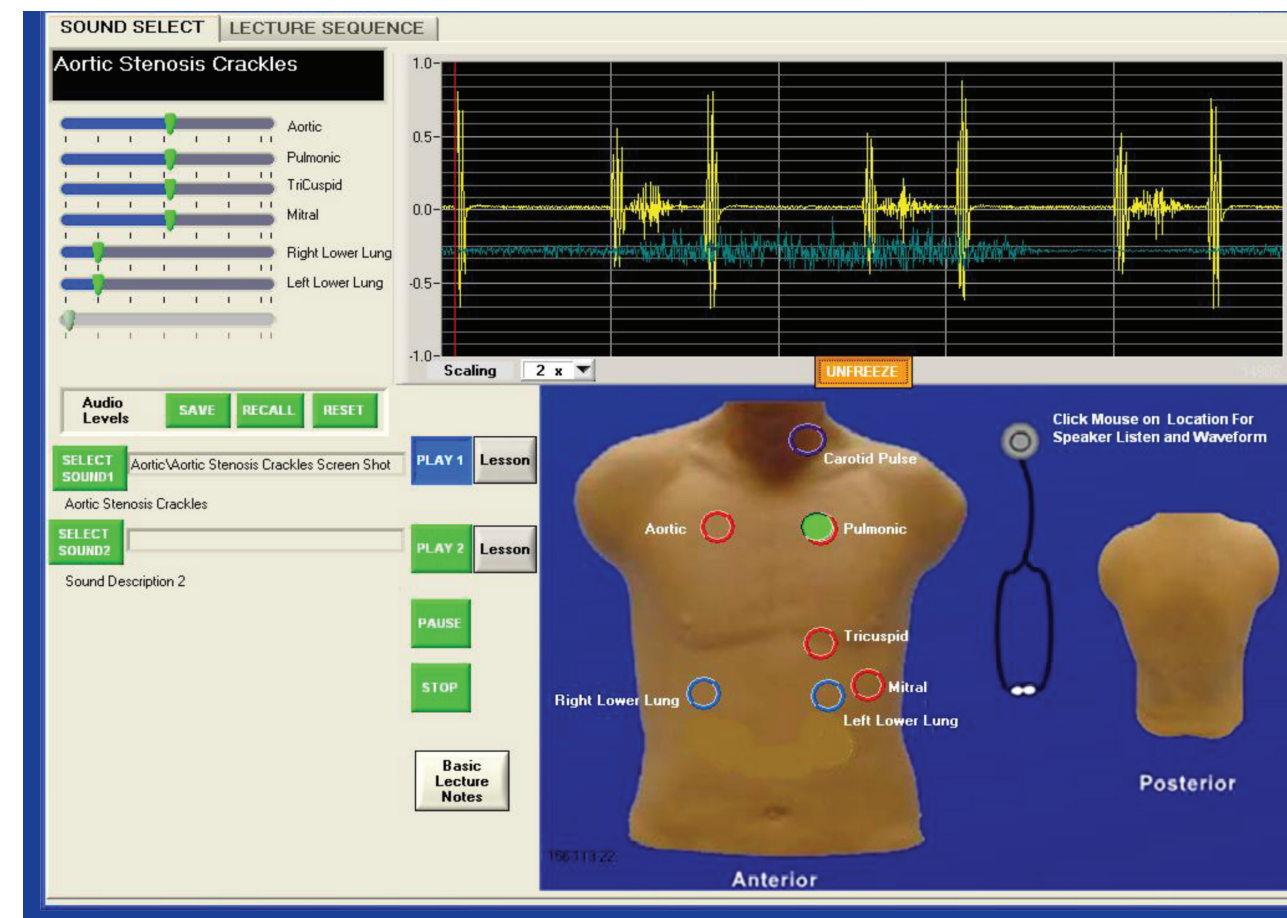 SOUND SELECT
LECTURE SEQUENCE
Aortic Stenosis Crackles
Aortic
Pulmonic
TriCuspid
Mitral
Right Lower Lung
Left Lower Lung
1.0
0.5
0.0
-0.5
-1.0
Scaling
2 x
UNFREEZE
Audio
Levels
SAVE
RECALL
RESET
SELECT
SOUND1
Aortic\Aortic Stenosis Crackles Screen Shot
PLAY 1
Lesson
Aortic Stenosis Crackles
SELECT
SOUND2
PLAY 2
Lesson
Sound Description 2
PAUSE
STOP
Basic
Lecture
Notes
Click Mouse on Location For
Speaker Listen and Waveform
Carotid Pulse
Aortic
Pulmonic
Tricuspid
Mitral
Right Lower Lung
Left Lower Lung
Anterior
Posterior